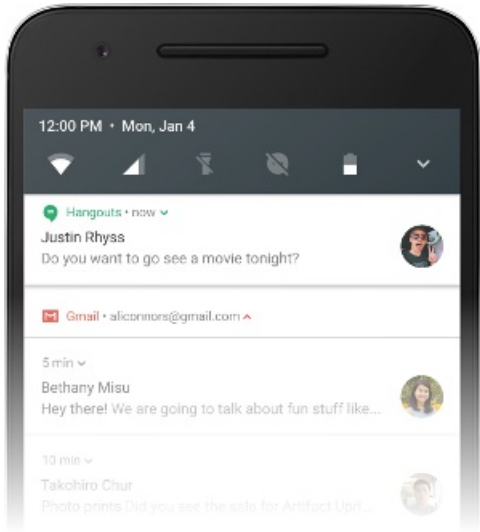 12:00 PM • Mon, Jan 4
Hangouts • now
Justin Rhyss
Do you want to go see a movie tonight?
Gmail • aliconnors@gmail.com
5 min
Bethany Misu
Hey there! We are going to talk about fun stuff like...
10 min
Takohiro Chur
Photo prints Did you see the sale for Artifact Upri...